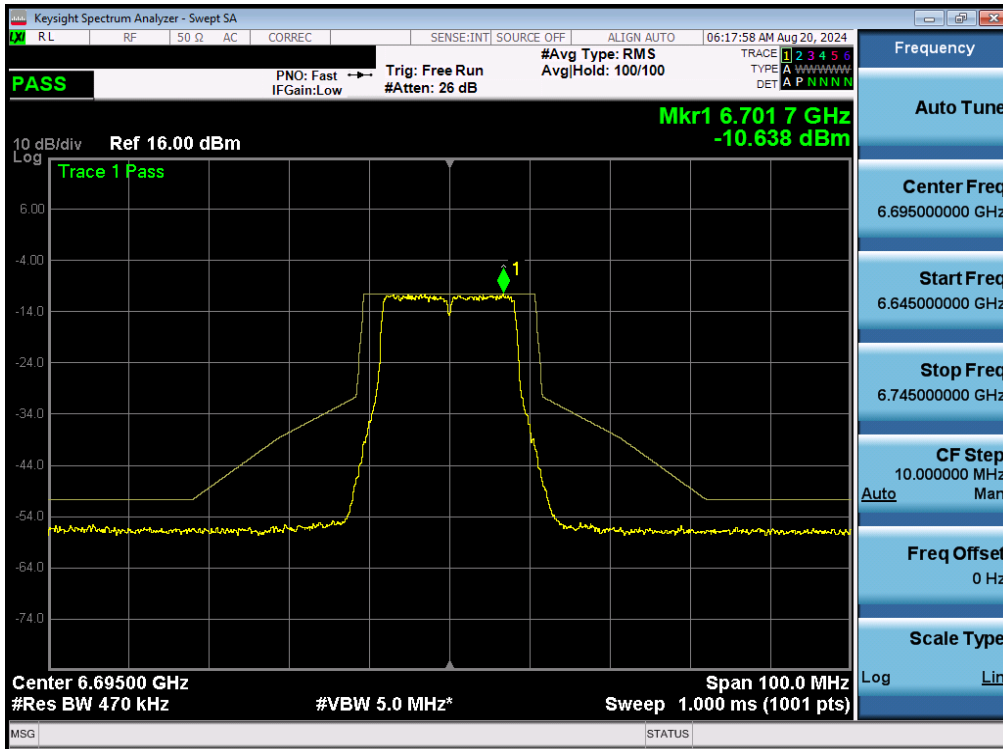 Keysight Spectrum Analyzer - Swept SA
LXI RL RF 50 Ω AC CORREC SENSE:INT SOURCE OFF ALIGN AUTO 06:17:58 AM Aug 20, 2024
PASS
PNO: Fast
IFGain:Low
Trig: Free Run
#Atten: 26 dB
#Avg Type: RMS
Avg|Hold: 100/100
TRACE 1 2 3 4 5 6
TYPE A WWWWW
DET A P N N N N
Mkr1 6.701 7 GHz
-10.638 dBm
10 dB/div Ref 16.00 dBm
Log
Trace 1 Pass
1
6.00
-4.00
-14.0
-24.0
-34.0
-44.0
-54.0
-64.0
-74.0
Center 6.69500 GHz Span 100.0 MHz
#Res BW 470 kHz #VBW 5.0 MHz* Sweep 1.000 ms (1001 pts)
MSG STATUS
Frequency
Auto Tune
Center Freq
6.695000000 GHz
Start Freq
6.645000000 GHz
Stop Freq
6.745000000 GHz
CF Step
10.000000 MHz
Auto Man
Freq Offset
0 Hz
Scale Type
Log Lin